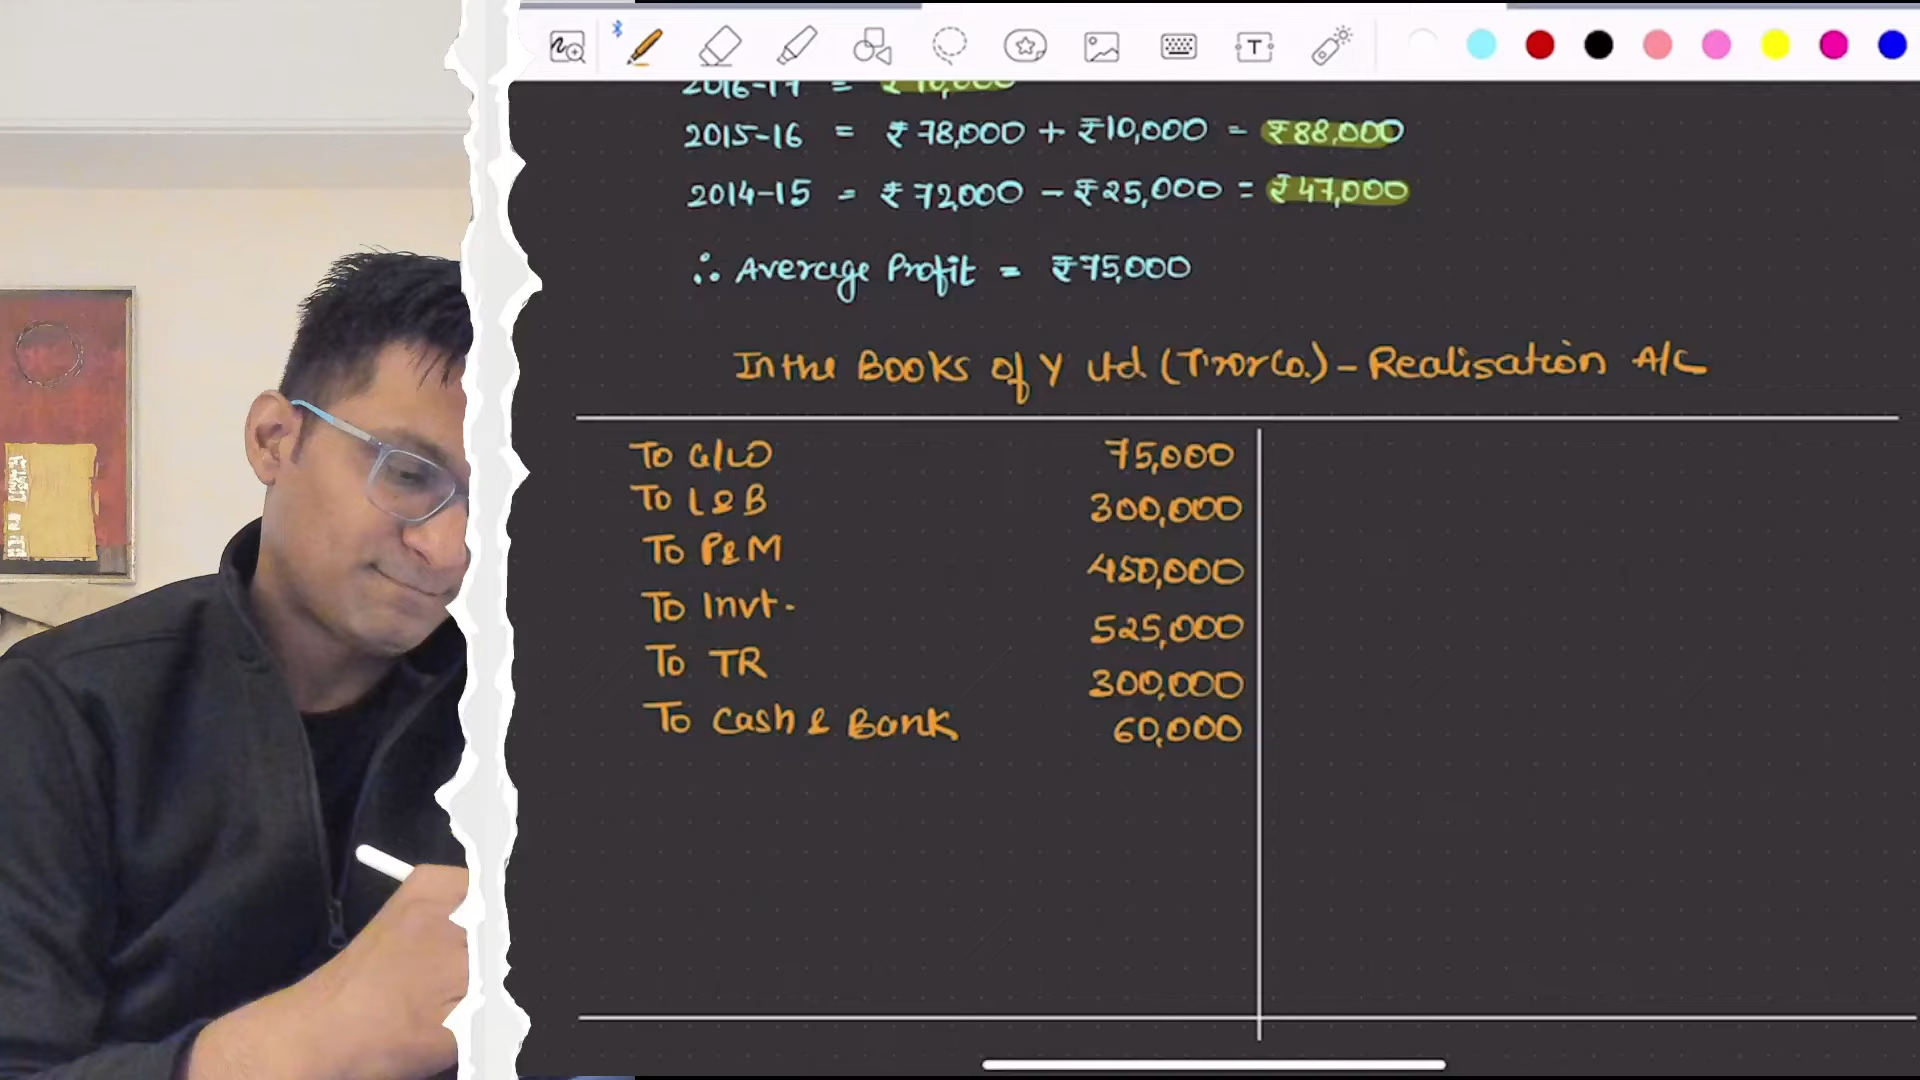 2015-16 = ₹78,000 + ₹10,000 = ₹88,000
2014-15 = ₹72,000 - ₹25,000 = ₹47,000
∴ Average Profit = ₹75,000
In the Books of Y Ltd. (Tror Co.) - Realisation A/c
To G/W 75,000
To L & B 300,000
To P & M 450,000
To Invt. 525,000
To TR 300,000
To Cash & Bank 60,000